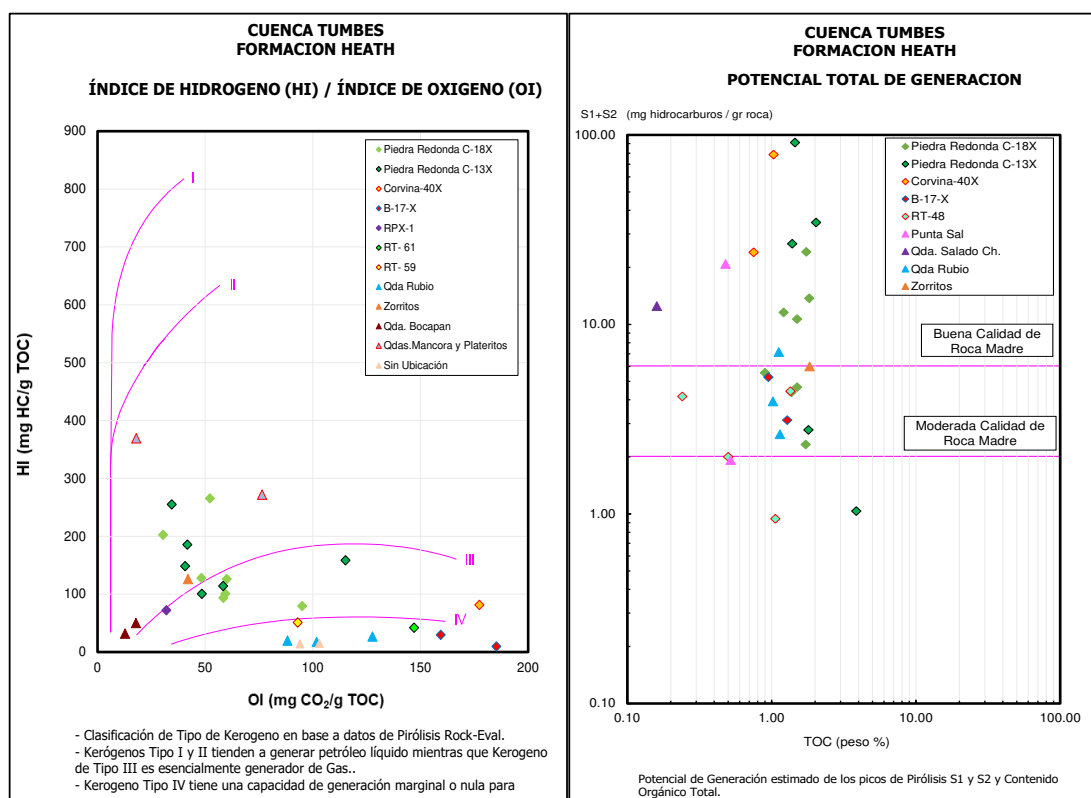 CUENCA TUMBES
FORMACION HEATH
ÍNDICE DE HIDROGENO (HI) / ÍNDICE DE OXIGENO (OI)
900
800
700
600
500
400
300
200
100
0
HI (mg HC/g TOC)
I
II
III
IV
Piedra Redonda C-18X
Piedra Redonda C-13X
Corvina-40X
B-17-X
RPX-1
RT- 61
RT- 59
Qda Rubio
Zorritos
Qda. Bocapan
Qdas.Mancora y Plateritos
Sin Ubicación
0
50
100
150
200
OI (mg CO₂/g TOC)
- Clasificación de Tipo de Kerogeno en base a datos de Pirólisis Rock-Eval.
- Kerógenos Tipo I y II tienden a generar petróleo líquido mientras que Kerogeno
de Tipo III es esencialmente generador de Gas..
- Kerogeno Tipo IV tiene una capacidad de generación marginal o nula para
CUENCA TUMBES
FORMACION HEATH
POTENCIAL TOTAL DE GENERACION
S1+S2 (mg hidrocarburos / gr roca)
100.00
10.00
1.00
0.10
Piedra Redonda C-18X
Piedra Redonda C-13X
Corvina-40X
B-17-X
RT-48
Punta Sal
Qda. Salado Ch.
Qda Rubio
Zorritos
Buena Calidad de
Roca Madre
Moderada Calidad de
Roca Madre
0.10
1.00
10.00
100.00
TOC (peso %)
Potencial de Generación estimado de los picos de Pirólisis S1 y S2 y Contenido
Orgánico Total.